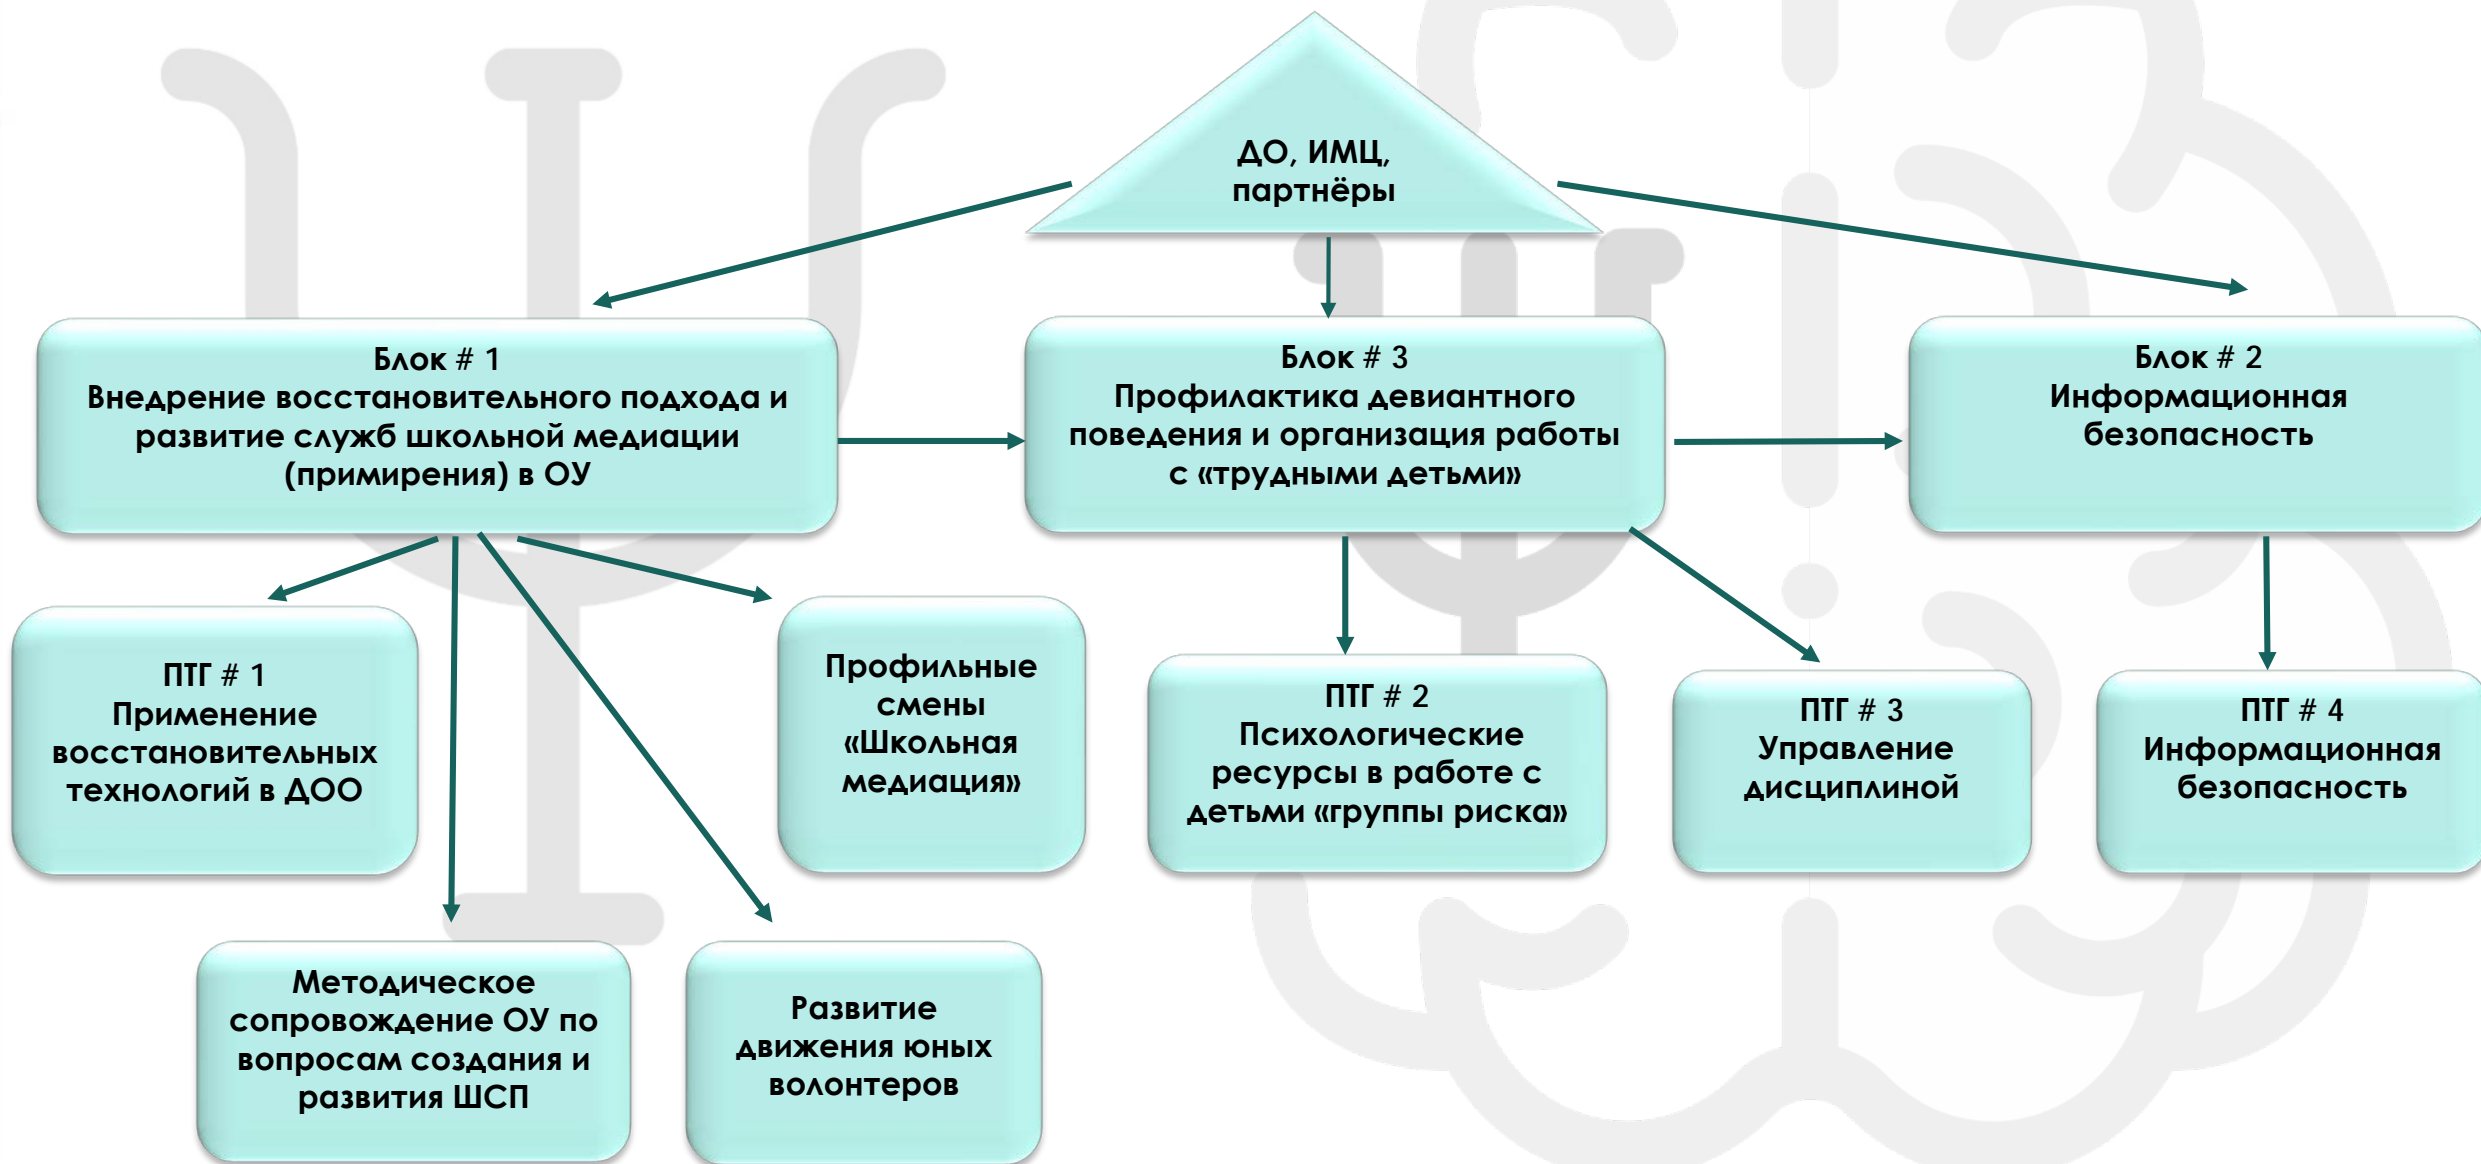 ДО, ИМЦ,
партнёры
Блок # 1
Внедрение восстановительного подхода и
развитие служб школьной медиации
(примирения) в ОУ
Блок # 3
Профилактика девиантного
поведения и организация работы
с «трудными детьми»
Блок # 2
Информационная
безопасность
ПТГ # 1
Применение
восстановительных
технологий в ДОО
Профильные
смены
«Школьная
медиация»
ПТГ # 2
Психологические
ресурсы в работе с
детьми «группы риска»
ПТГ # 3
Управление
дисциплиной
ПТГ # 4
Информационная
безопасность
Методическое
сопровождение ОУ по
вопросам создания и
развития ШСП
Развитие
движения юных
волонтеров